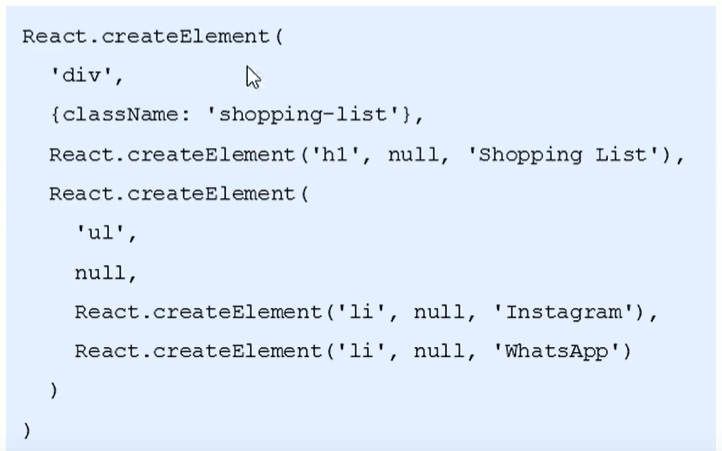 React.createElement(
'div',
{className: 'shopping-list'},
React.createElement('h1', null, 'Shopping List'),
React.createElement(
'ul',
null,
React.createElement('li', null, 'Instagram'),
React.createElement('li', null, 'WhatsApp')
)
)